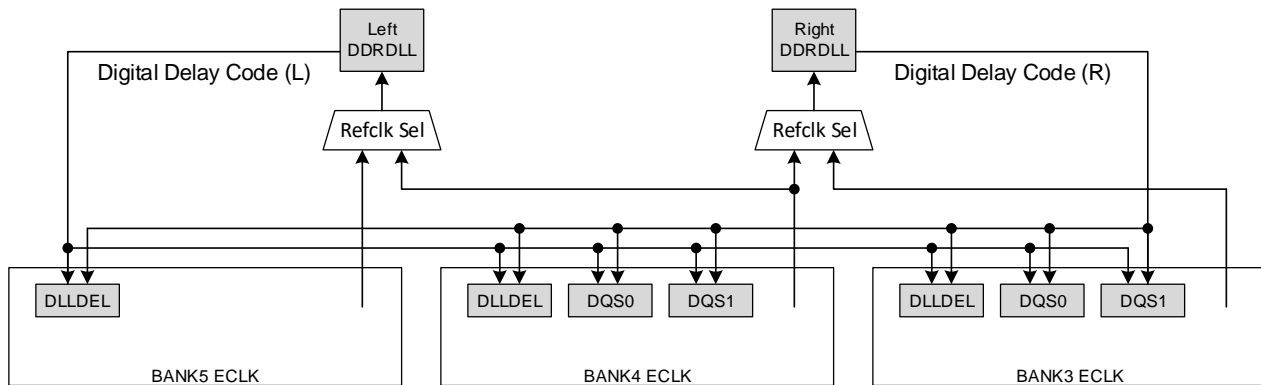 Left
DDRDLL
Right
DDRDLL
Digital Delay Code (L)
Digital Delay Code (R)
Refclk Sel
Refclk Sel
DLLDEL
DLLDEL
DQS0
DQS1
DLLDEL
DQS0
DQS1
BANK5 ECLK
BANK4 ECLK
BANK3 ECLK